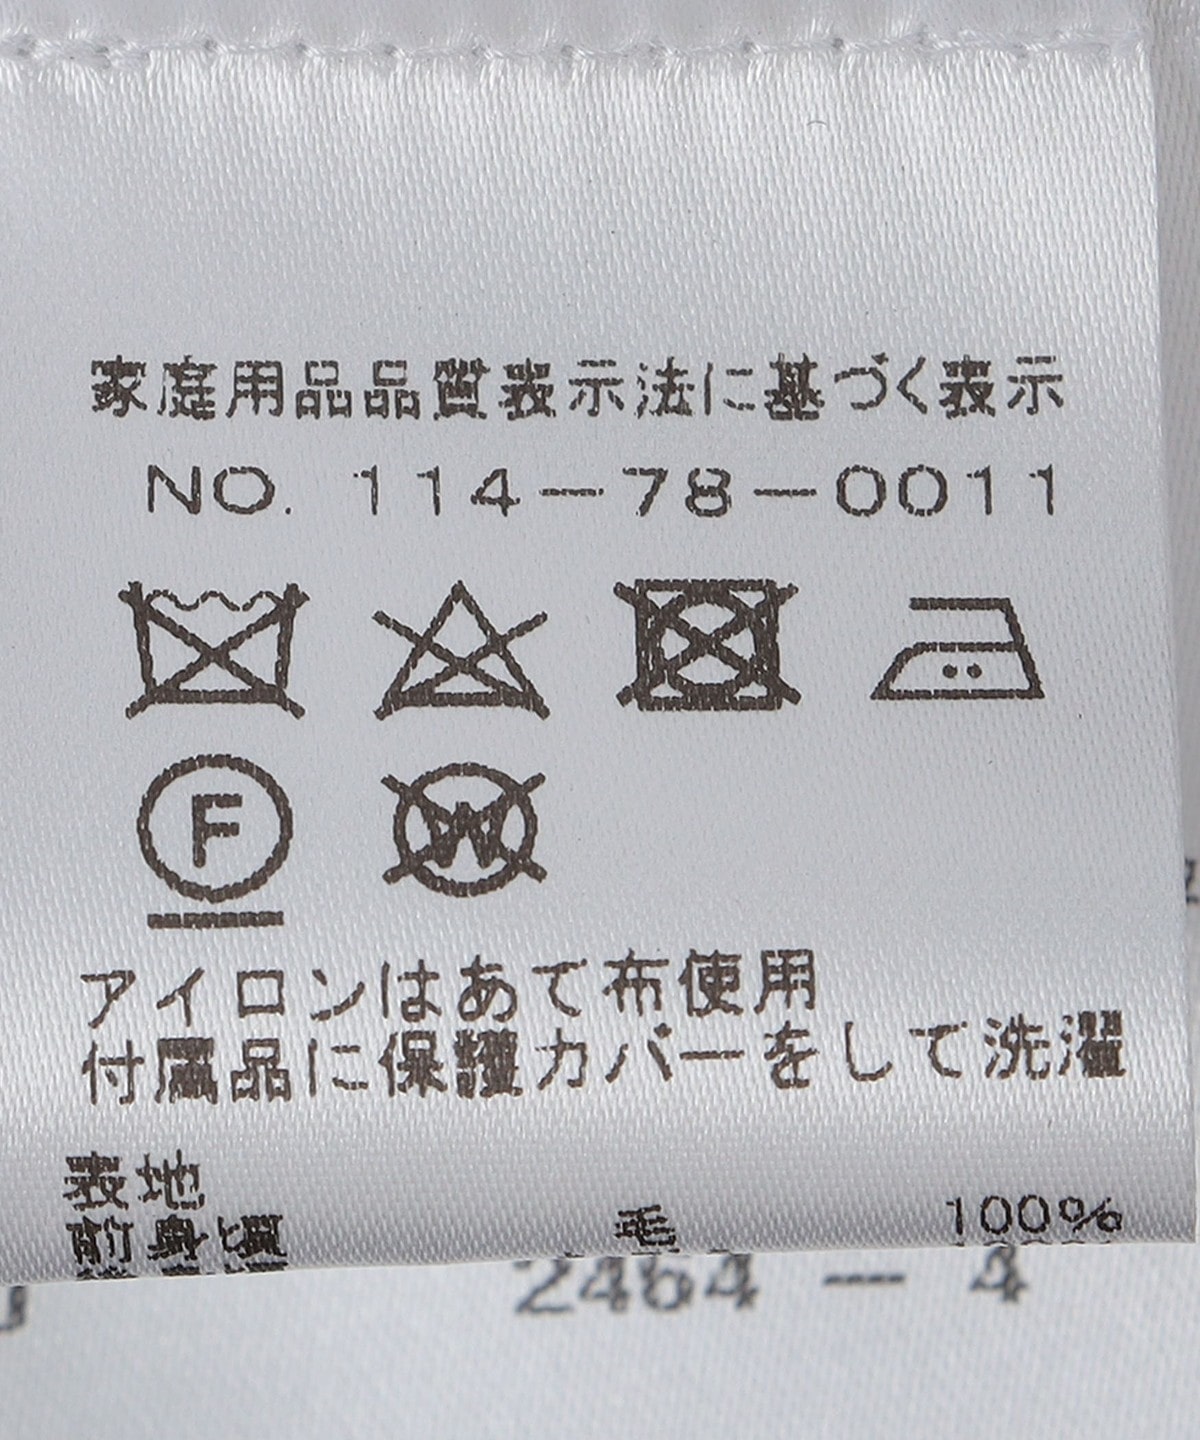 家庭用品品質表示法に基づく表示
NO. 114-78-0011
F
W
アイロンはあて布使用
付属品に保護カバーをして洗濯
表地
前身頃 毛 100%
2464 - 4